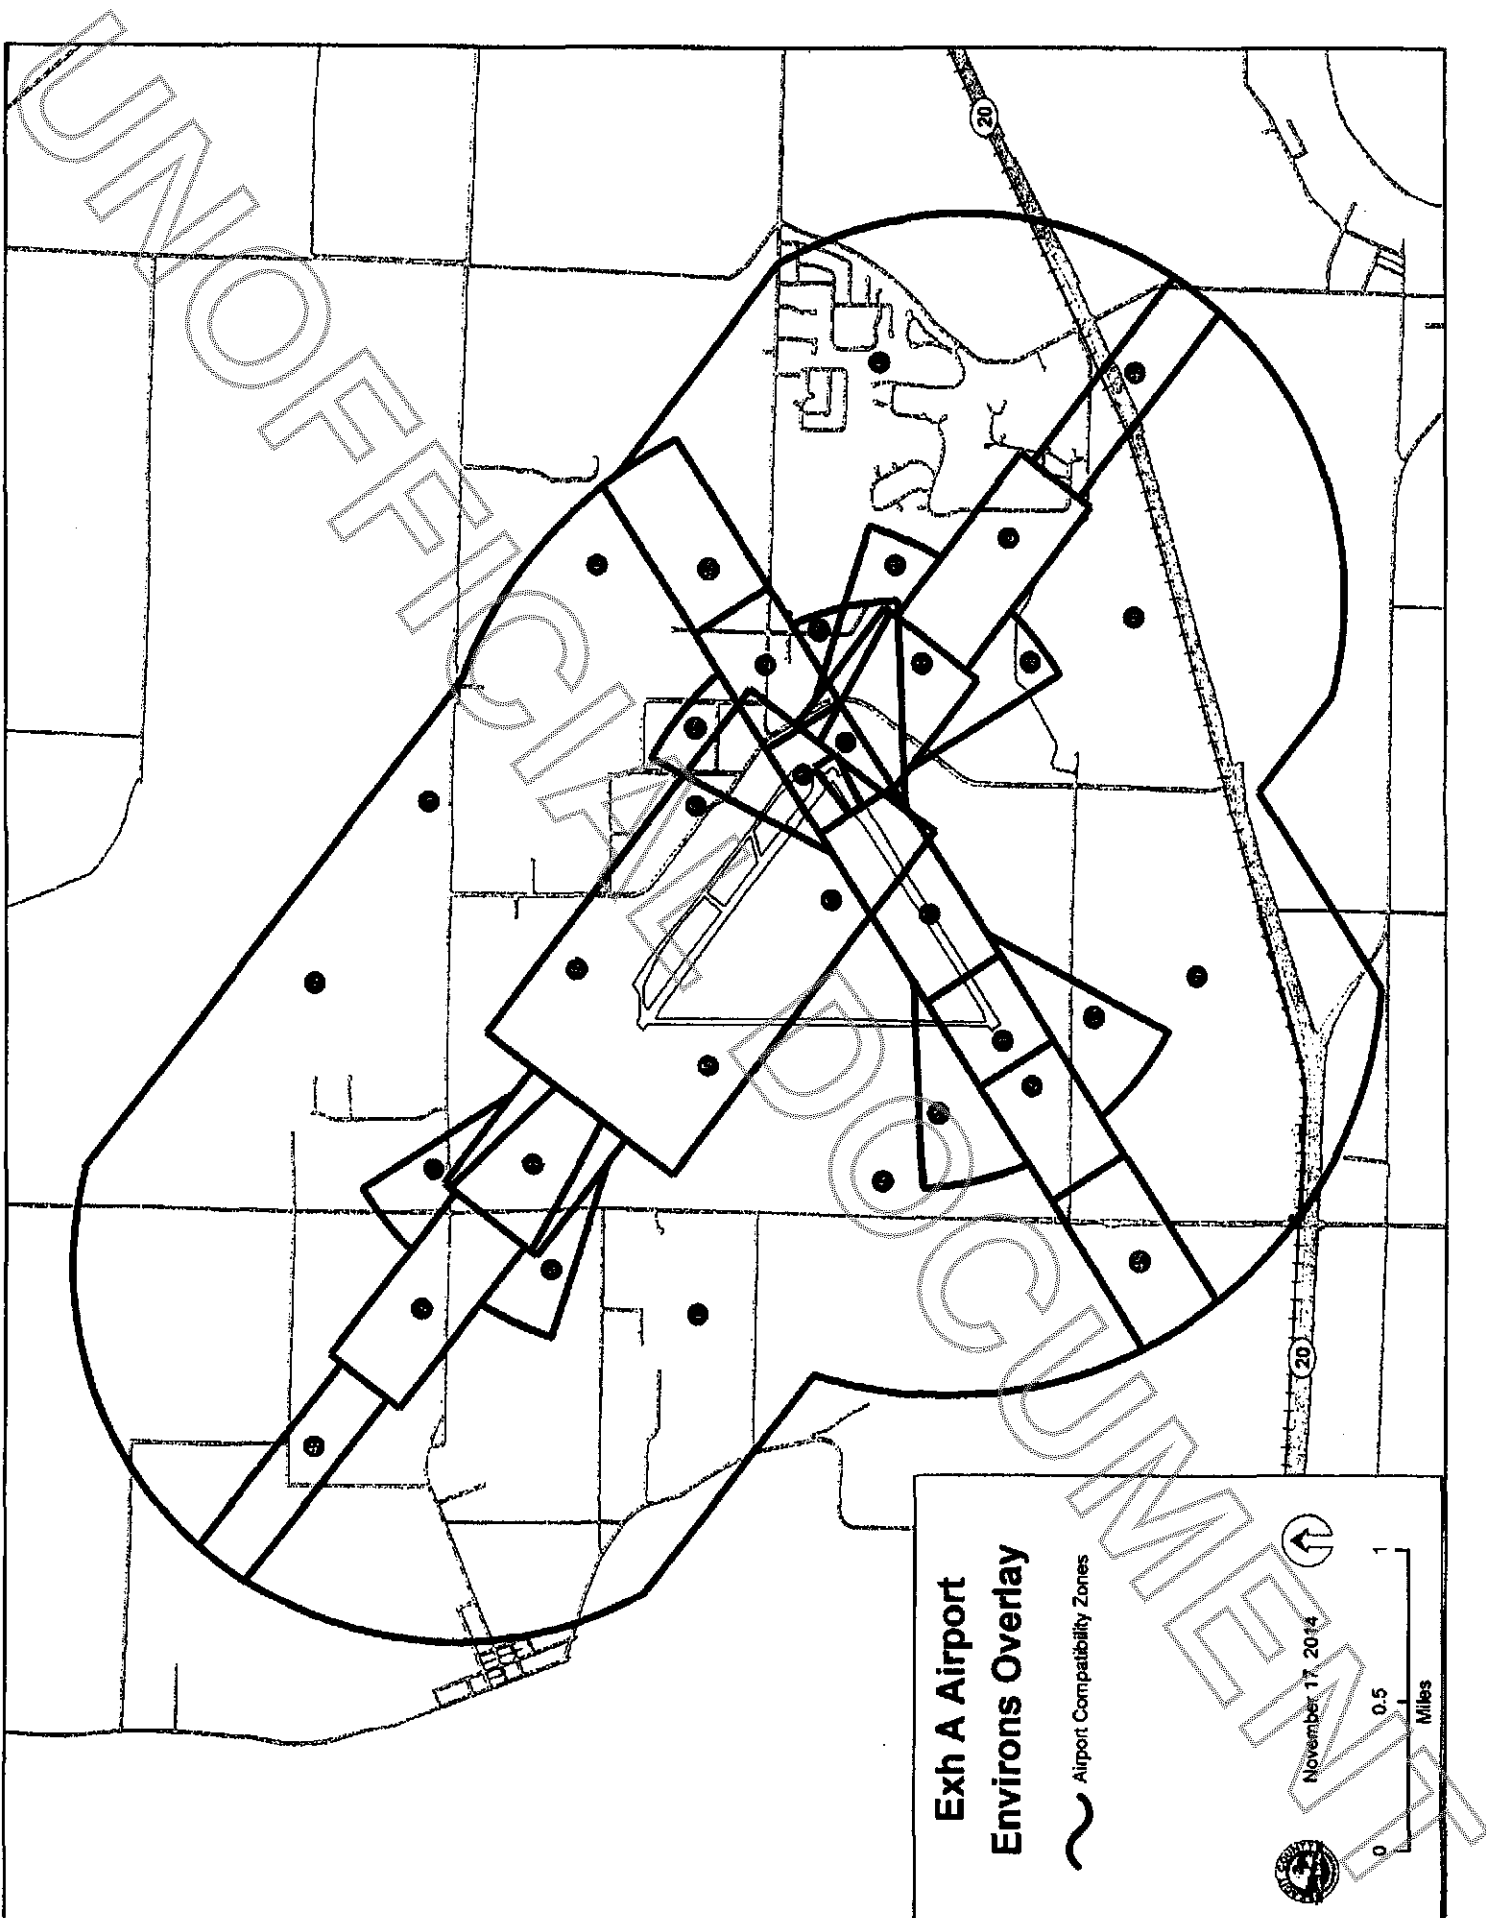 UNOFFICIAL DOCUMENT
20
20
Exh A Airport
Environs Overlay
Airport Compatibility Zones
November 17, 2014
0 0.5 1
Miles
COUNTY